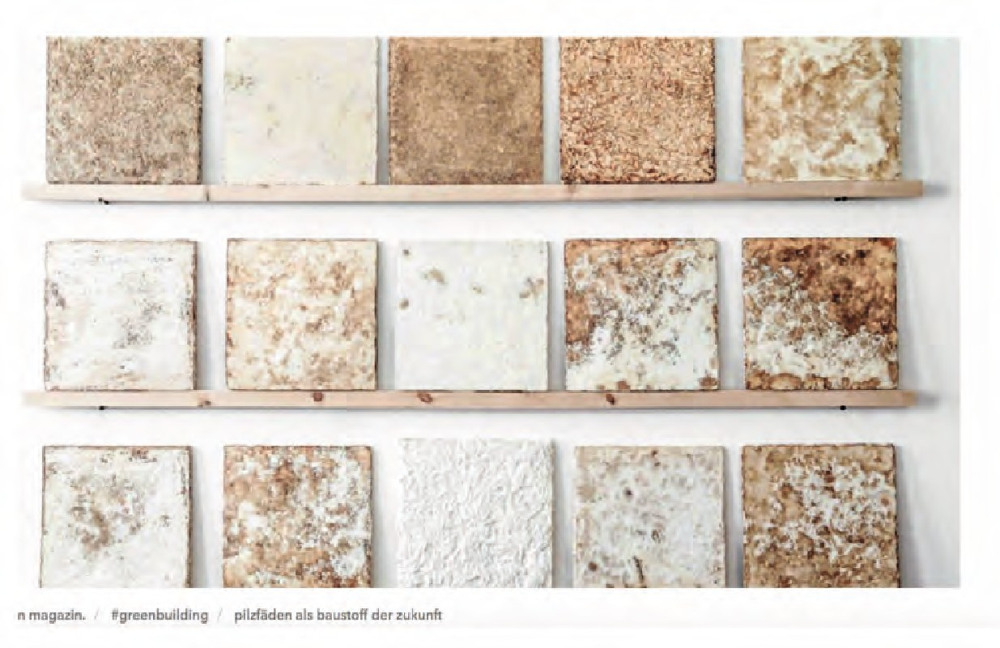 n magazin. / #greenbuilding / pilzfäden als baustoff der zukunft